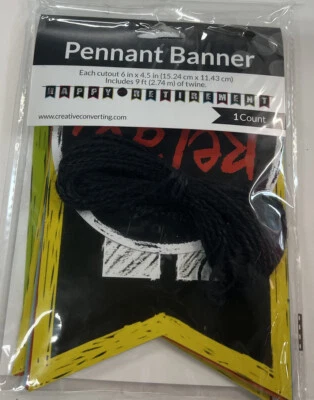 Pennant Banner
Each cutout 6 in x 4.5 in (15.24 cm x 11.43 cm)
Includes 9 ft (2.74 m) of twine.
HAPPY RETIREMENT
www.creativeconverting.com
1 Count
Relax